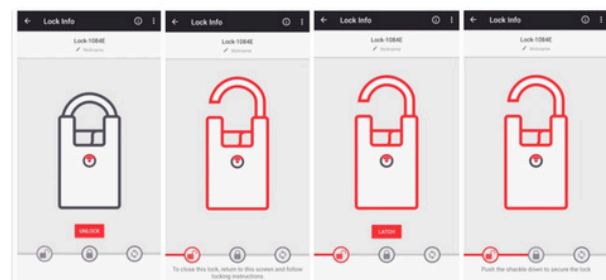 Lock Info
Lock-1084E
Nickname
UNLOCK
Lock Info
Lock-1084E
Nickname
To close this lock, return to this screen and follow
locking instructions
Lock Info
Lock-1084E
Nickname
LATCH
Lock Info
Lock-1084E
Nickname
Push the shackle down to secure the lock